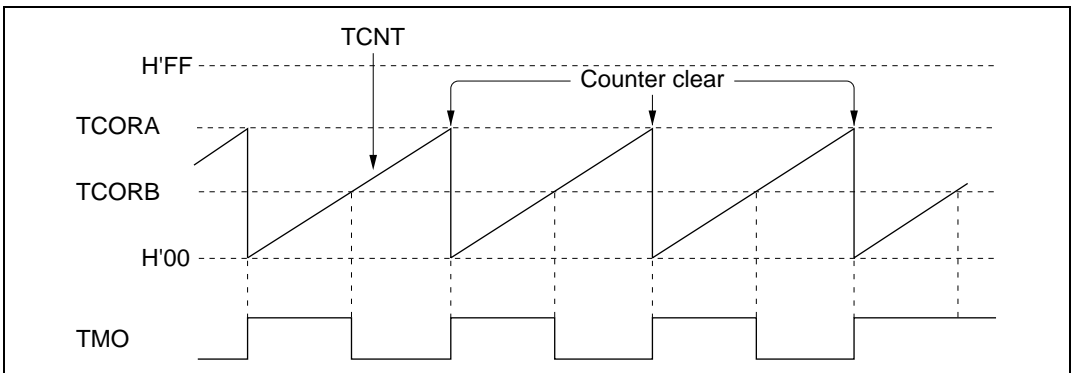 TCNT
H'FF
Counter clear
TCORA
TCORB
H'00
TMO